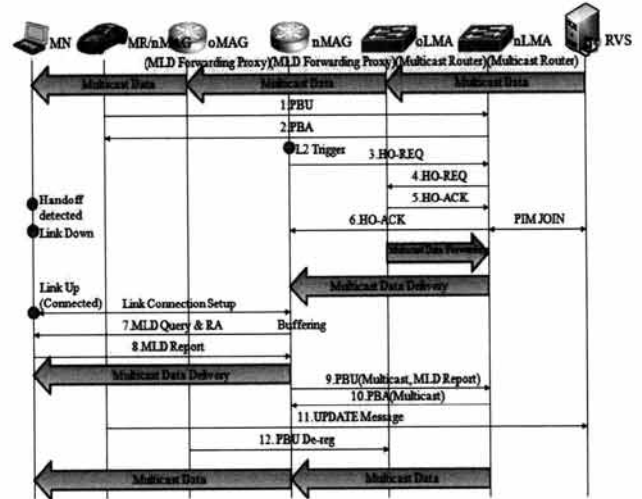 MN
MR/nMAG
oMAG
nMAG
oLMA
nLMA
RVS
(MLD Forwarding Proxy)(MLD Forwarding Proxy)(Multicast Router)(Multicast Router)
Multicast Data
Multicast Data
Multicast Data
1.PBU
2.PBA
L2 Trigger
3.HO-REQ
4.HO-REQ
5.HO-ACK
Handoff
detected
6.HO-ACK
PIM JOIN
Link Down
Multicast Data Forwarding
Multicast Data Delivery
Link Up
(Connected)
Link Connection Setup
7.MLD Query & RA
Buffering
8.MLD Report
Multicast Data Delivery
9.PBU(Multicast, MLD Report)
10.PBA(Multicast)
11.UPDATE Message
12.PBU De-reg
Multicast Data
Multicast Data